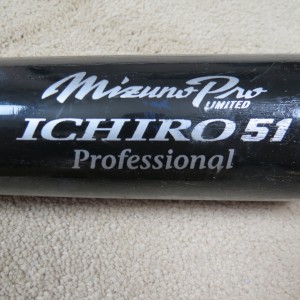 Mizuno Pro
LIMITED
ICHIRO 51
Professional